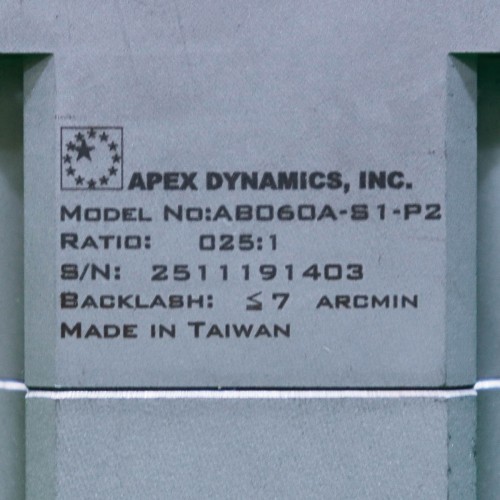 APEX DYNAMICS, INC.
MODEL NO:AB060A-S1-P2
RATIO: 025:1
S/N: 2511191403
BACKLASH: ≦7 ARCMIN
MADE IN TAIWAN